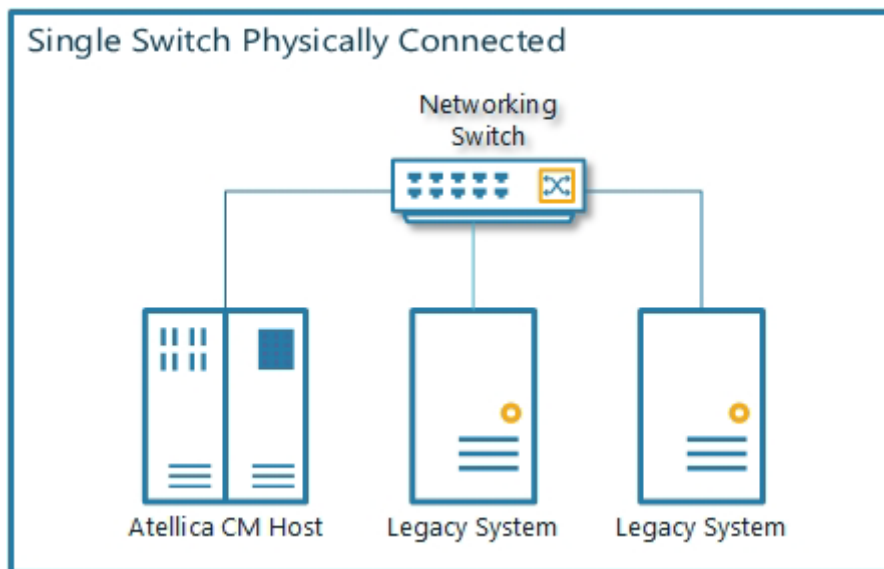 Single Switch Physically Connected
Networking
Switch
Atellica CM Host
Legacy System
Legacy System